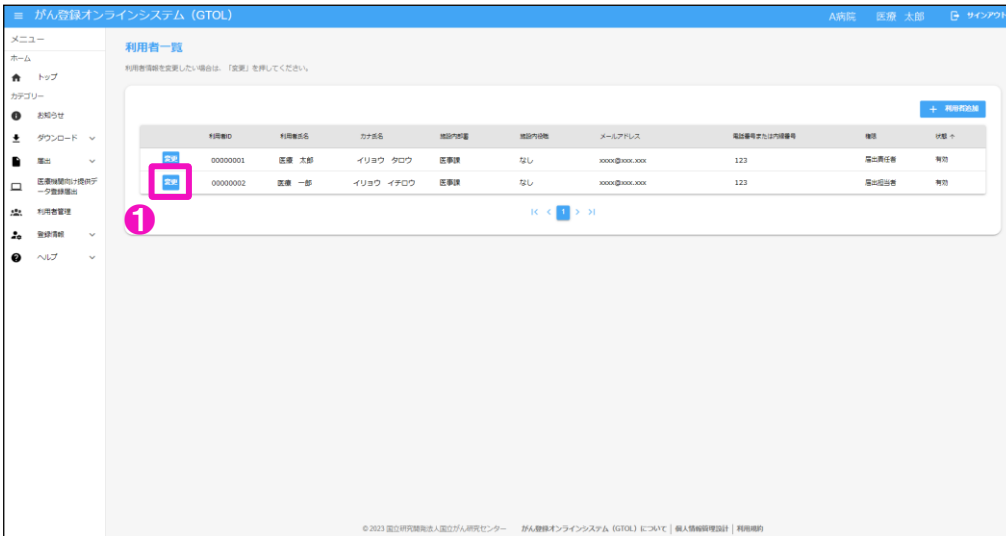 がん登録オンラインシステム（GTOL）
A病院 医療 太郎 サインアウト
メニュー
ホーム
トップ
カテゴリー
お知らせ
ダウンロード
届出
医療機関向け提供データ登録届出
利用者管理
登録情報
ヘルプ
利用者一覧
利用者情報を変更したい場合は、「変更」を押してください。
＋ 利用者追加
利用者ID 利用者氏名 カナ氏名 施設内部署 施設内役職 メールアドレス 電話番号または内線番号 権限 状態 ↑
変更 00000001 医療 太郎 イリョウ タロウ 医事課 なし xxxx@xxx.xxx 123 届出責任者 有効
変更 00000002 医療 一郎 イリョウ イチロウ 医事課 なし xxxx@xxx.xxx 123 届出担当者 有効
❶
1
© 2023 国立研究開発法人国立がん研究センター がん登録オンラインシステム（GTOL）について | 個人情報管理設計 | 利用規約